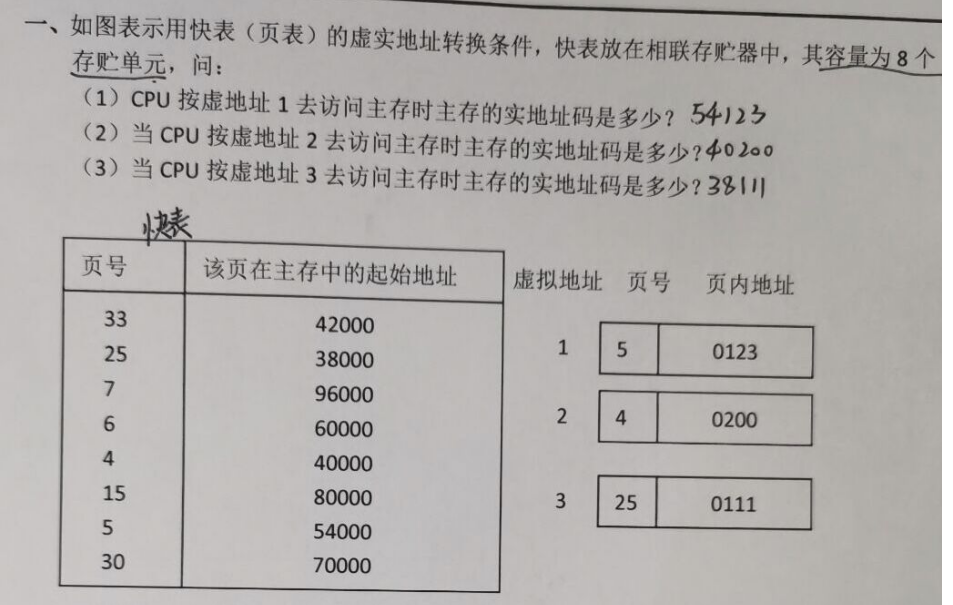 一、如图表示用快表（页表）的虚实地址转换条件，快表放在相联存贮器中，其容量为8个
存贮单元，问：
（1）CPU 按虚地址 1 去访问主存时主存的实地址码是多少？ 54123
（2）当 CPU 按虚地址 2 去访问主存时主存的实地址码是多少？40200
（3）当 CPU 按虚地址 3 去访问主存时主存的实地址码是多少？38111
快表
页号 该页在主存中的起始地址
33 42000
25 38000
7 96000
6 60000
4 40000
15 80000
5 54000
30 70000
虚拟地址 页号 页内地址
1 5 0123
2 4 0200
3 25 0111